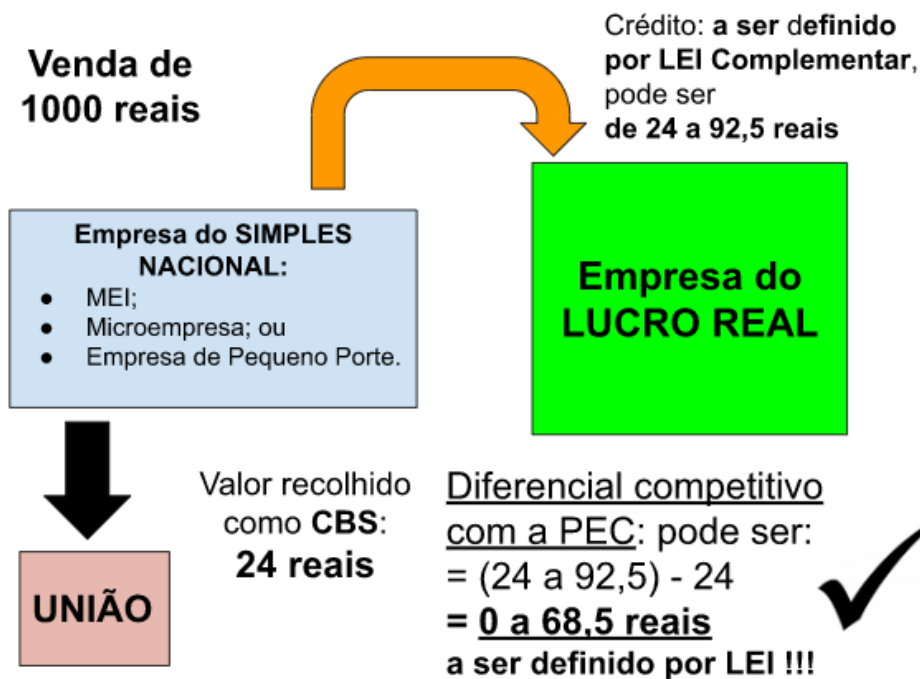 Venda de
1000 reais
Crédito: a ser definido
por LEI Complementar,
pode ser
de 24 a 92,5 reais
Empresa do SIMPLES
NACIONAL:
● MEI;
● Microempresa; ou
● Empresa de Pequeno Porte.
Empresa do
LUCRO REAL
Valor recolhido
como CBS:
24 reais
UNIÃO
Diferencial competitivo
com a PEC: pode ser:
= (24 a 92,5) - 24
= 0 a 68,5 reais
a ser definido por LEI !!!